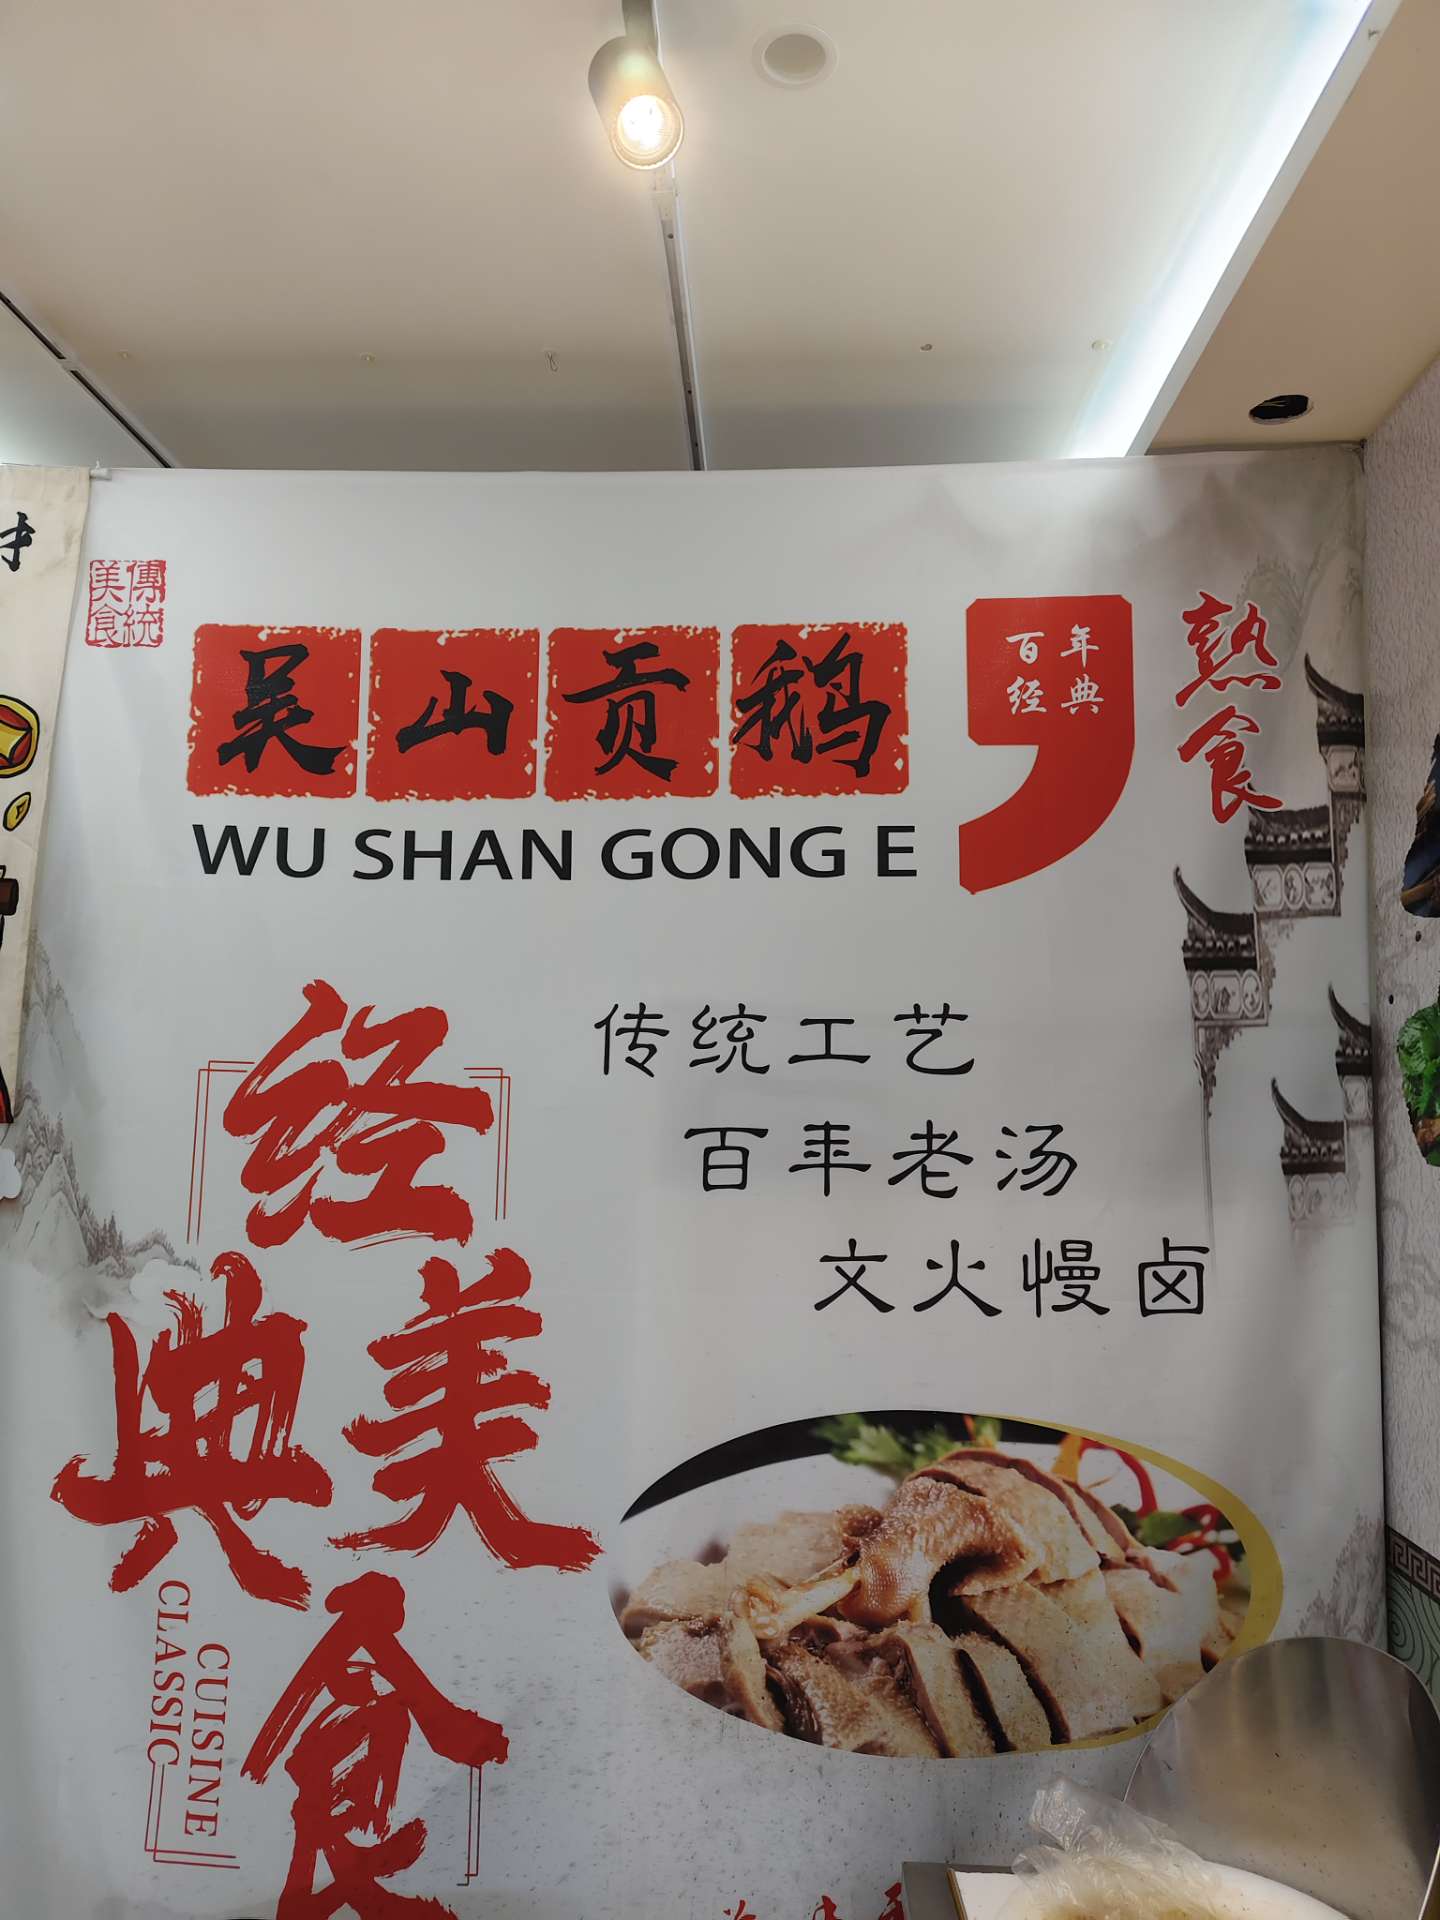 傳統
美食
吴山贡鹅
WU SHAN GONG E
百年
经典
熟食
传统工艺
百年老汤
文火慢卤
经典美食
CLASSIC
CUISINE